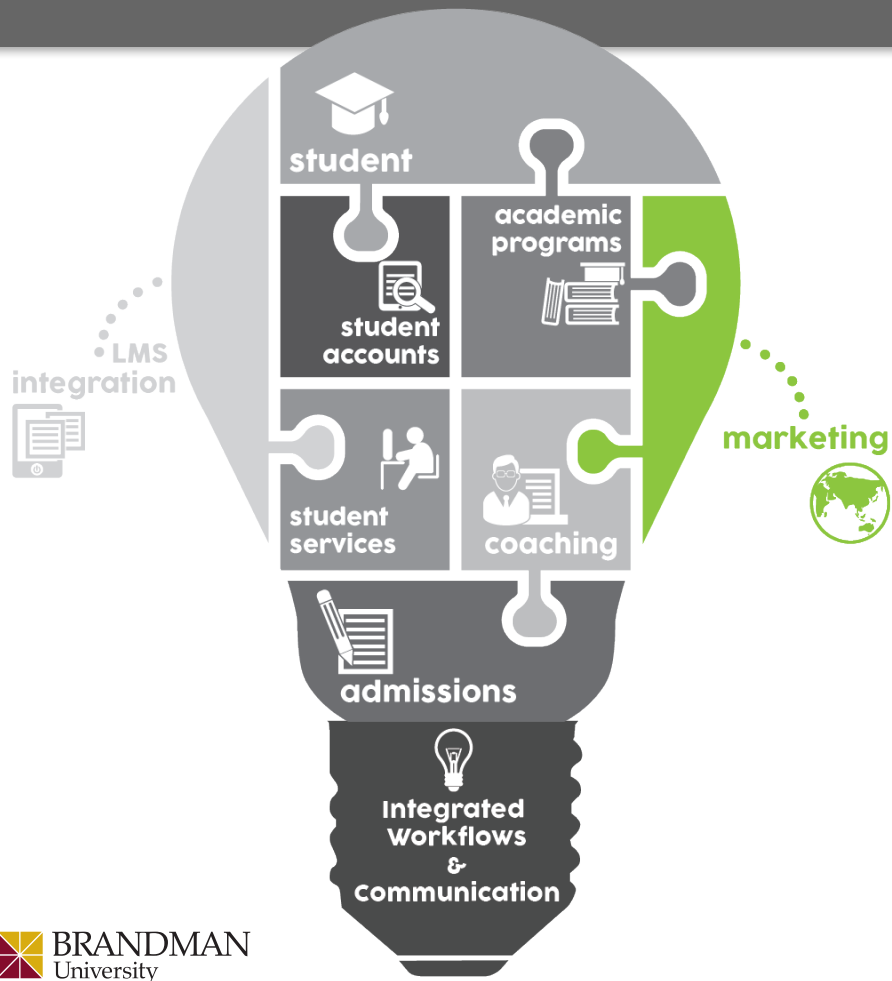 student
academic
programs
student
accounts
LMS
integration
marketing
student
services
coaching
admissions
Integrated
Workflows
&
Communication
BRANDMAN
University